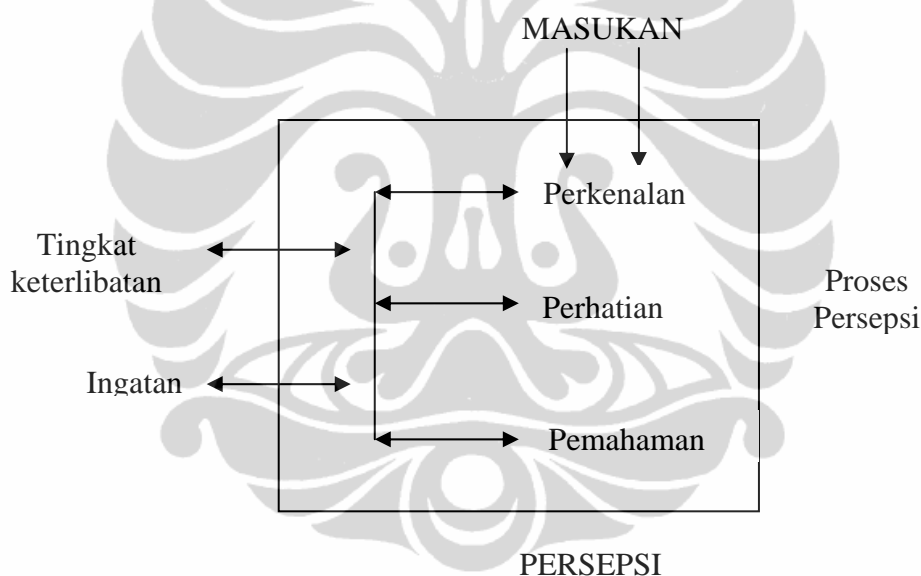 MASUKAN
Perkenalan
Tingkat
keterlibatan
Proses
Persepsi
Perhatian
Ingatan
Pemahaman
PERSEPSI